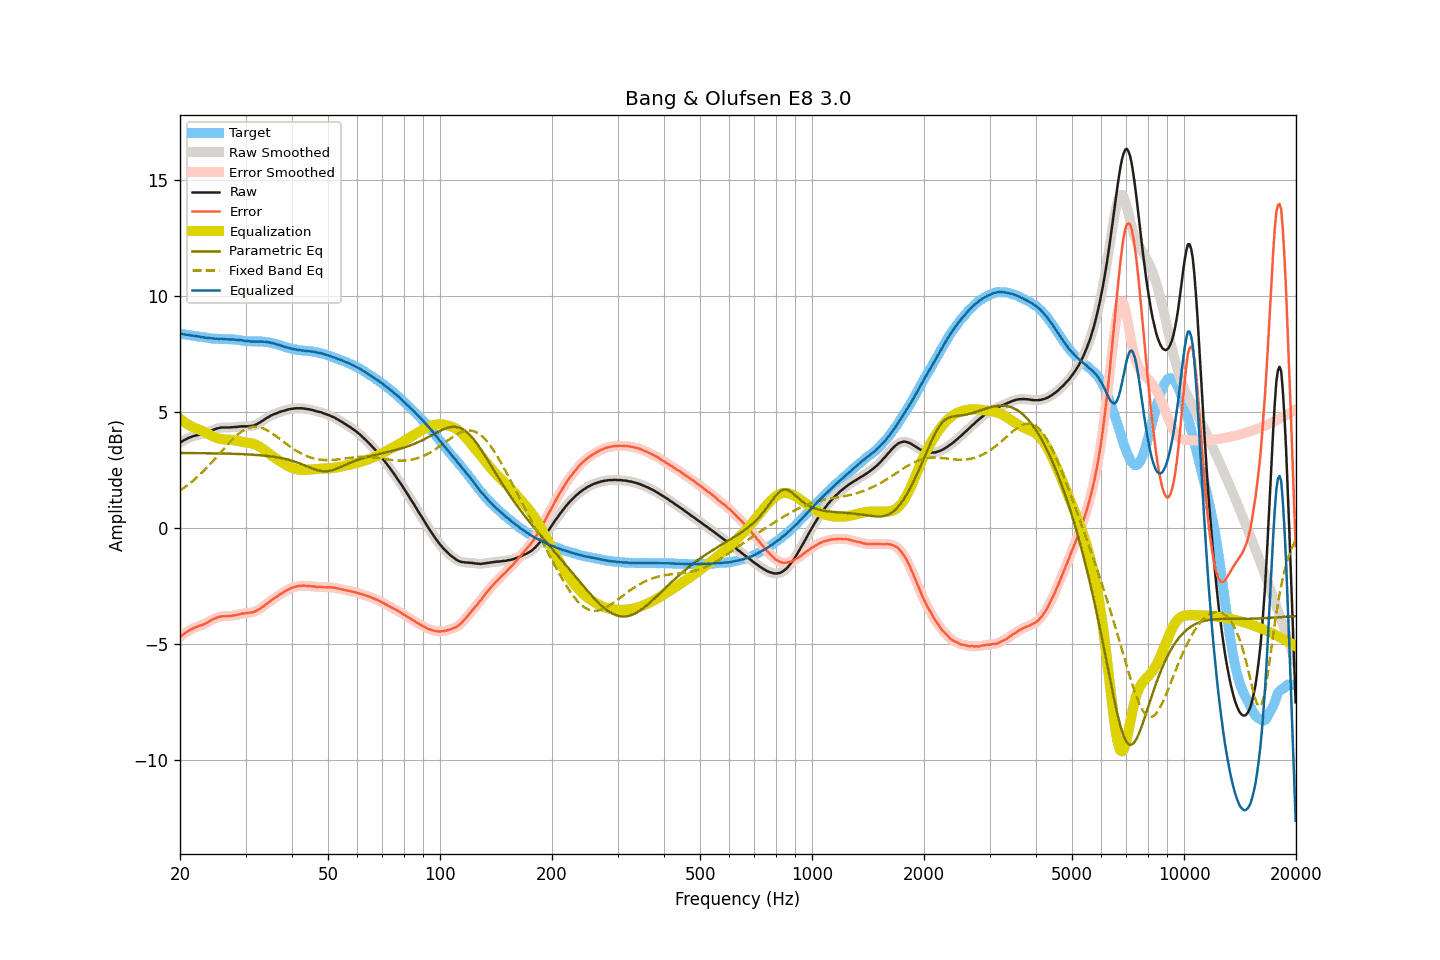 Bang & Olufsen E8 3.0
Target
Raw Smoothed
Error Smoothed
Raw
Error
Equalization
Parametric Eq
Fixed Band Eq
Equalized
15
10
5
0
−5
−10
Amplitude (dBr)
20 50 100 200 500 1000 2000 5000 10000 20000
Frequency (Hz)